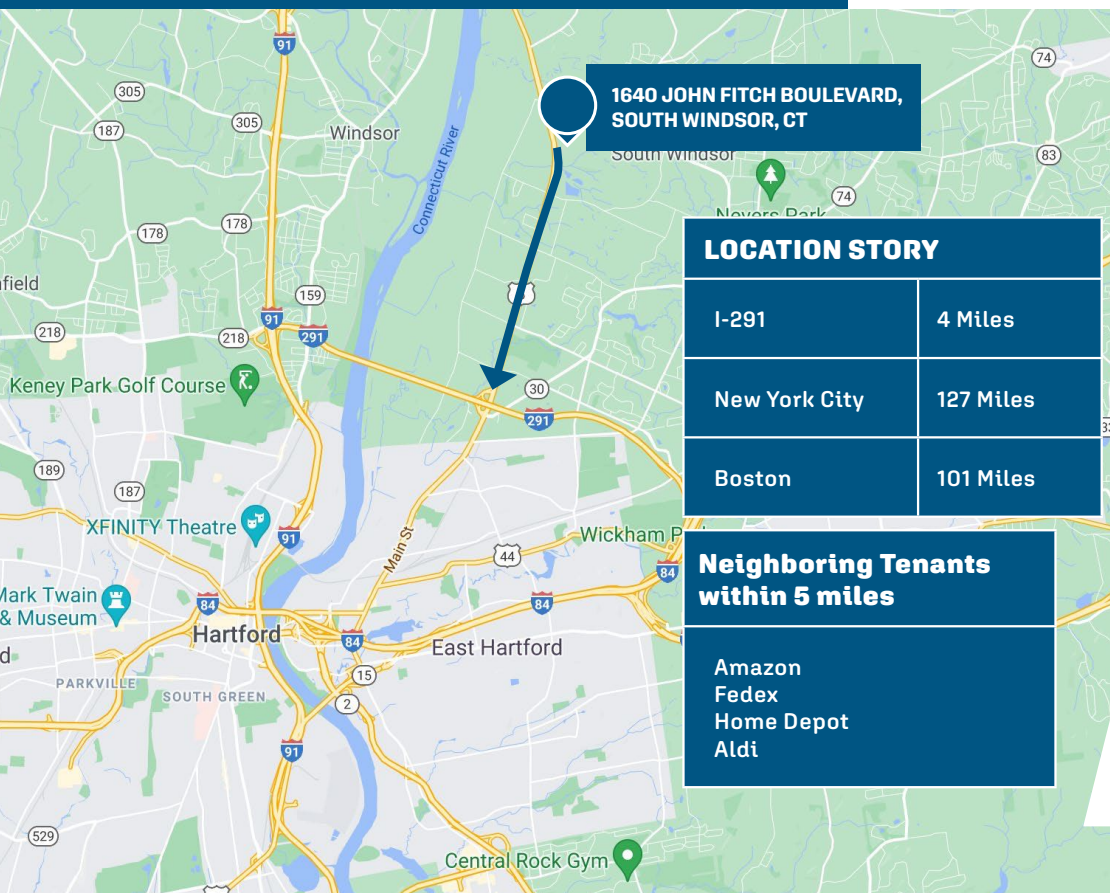 91
74
305
187
305
Windsor
Connecticut River
1640 JOHN FITCH BOULEVARD,
SOUTH WINDSOR, CT
South Windsor
83
74
Nevers Park
178
178
159
218
218
91
291
Keney Park Golf Course
30
291
189
187
XFINITY Theatre
91
Main St
44
Wickham
84
84
84
Mark Twain
& Museum
Hartford
84
East Hartford
PARKVILLE
SOUTH GREEN
15
2
91
529
Central Rock Gym
LOCATION STORY
I-291 4 Miles
New York City 127 Miles
Boston 101 Miles
Neighboring Tenants
within 5 miles
Amazon
Fedex
Home Depot
Aldi